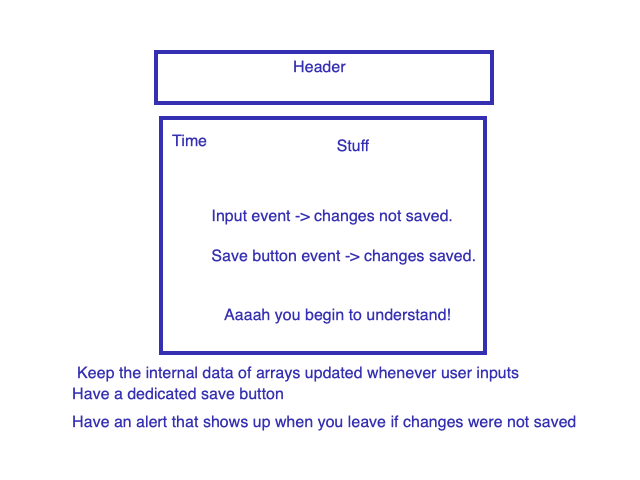 Header
Time
Stuff
Input event -> changes not saved.
Save button event -> changes saved.
Aaaah you begin to understand!
Keep the internal data of arrays updated whenever user inputs
Have a dedicated save button
Have an alert that shows up when you leave if changes were not saved